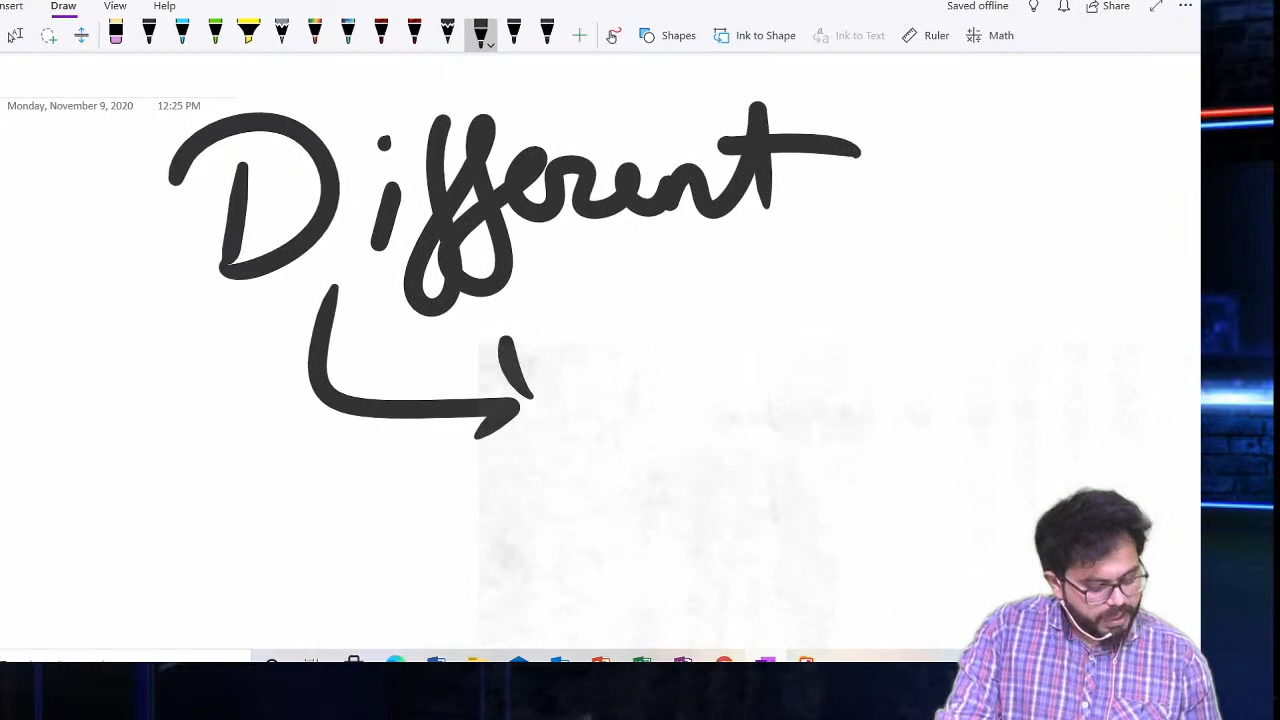 nsert View Help Saved offline Share
Shapes Ink to Shape Ink to Text Ruler Math
Monday, November 9, 2020 12:25 PM
Different